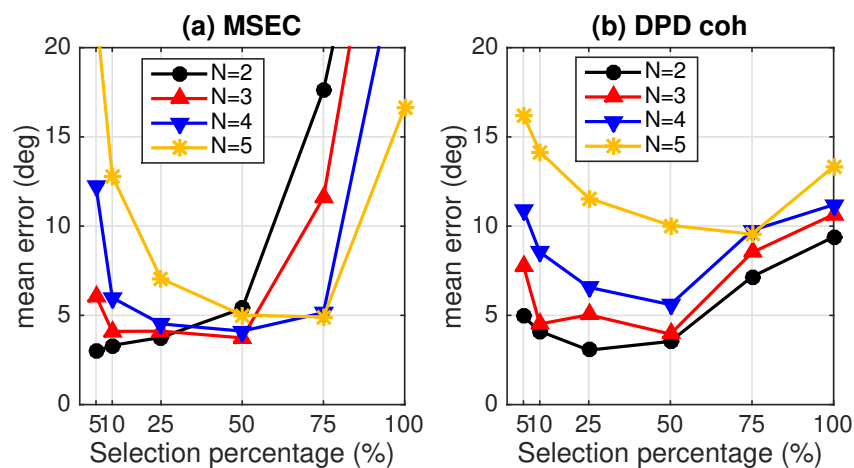 (a) MSEC
mean error (deg)
20
15
10
5
0
N=2
N=3
N=4
N=5
5 10 25 50 75 100
Selection percentage (%)
(b) DPD coh
mean error (deg)
20
15
10
5
0
N=2
N=3
N=4
N=5
5 10 25 50 75 100
Selection percentage (%)